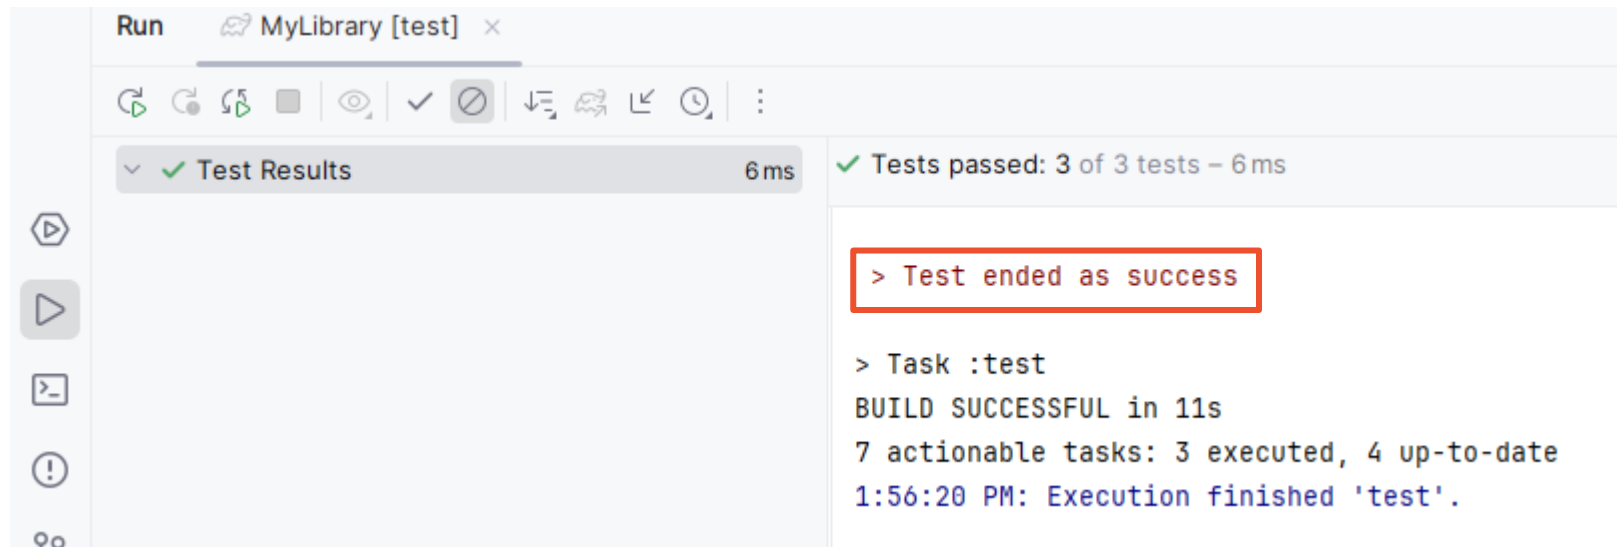 Run MyLibrary [test]
Test Results 6 ms
Tests passed: 3 of 3 tests – 6 ms
> Test ended as success
> Task :test
BUILD SUCCESSFUL in 11s
7 actionable tasks: 3 executed, 4 up-to-date
1:56:20 PM: Execution finished 'test'.